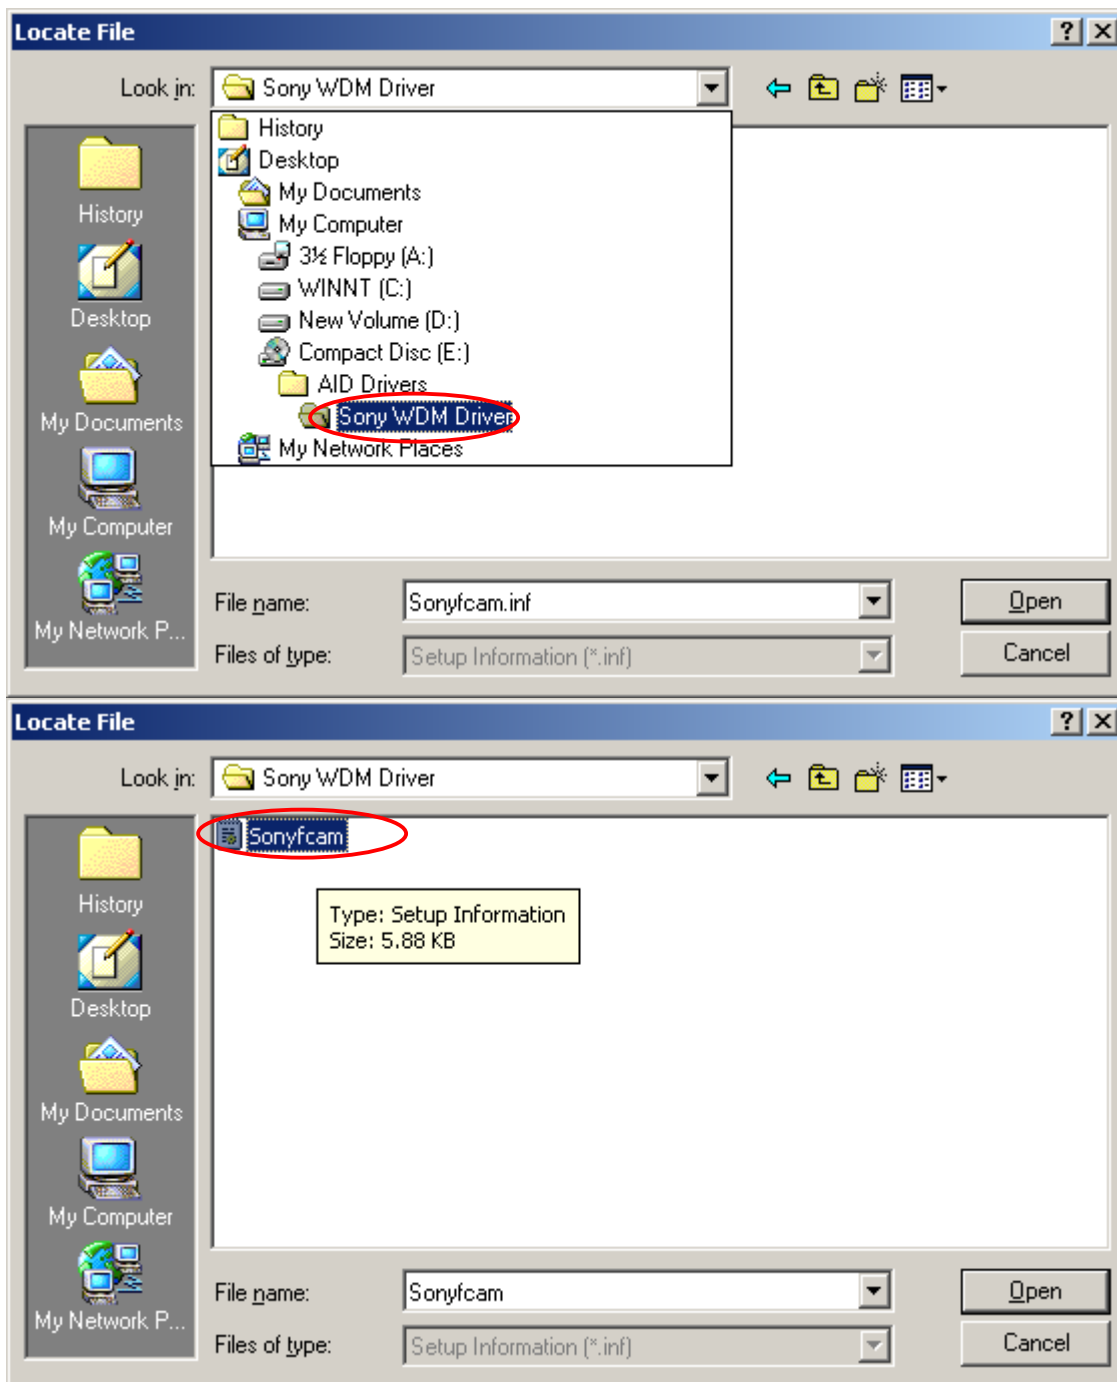 Locate File
Look in: Sony WDM Driver
History
Desktop
My Documents
My Computer
3½ Floppy (A:)
WINNT (C:)
New Volume (D:)
Compact Disc (E:)
AID Drivers
Sony WDM Driver
My Network Places
History
Desktop
My Documents
My Computer
My Network P...
File name: Sonyfcam.inf Open
Files of type: Setup Information (*.inf) Cancel
Locate File
Look in: Sony WDM Driver
Sonyfcam
Type: Setup Information
Size: 5.88 KB
History
Desktop
My Documents
My Computer
My Network P...
File name: Sonyfcam Open
Files of type: Setup Information (*.inf) Cancel